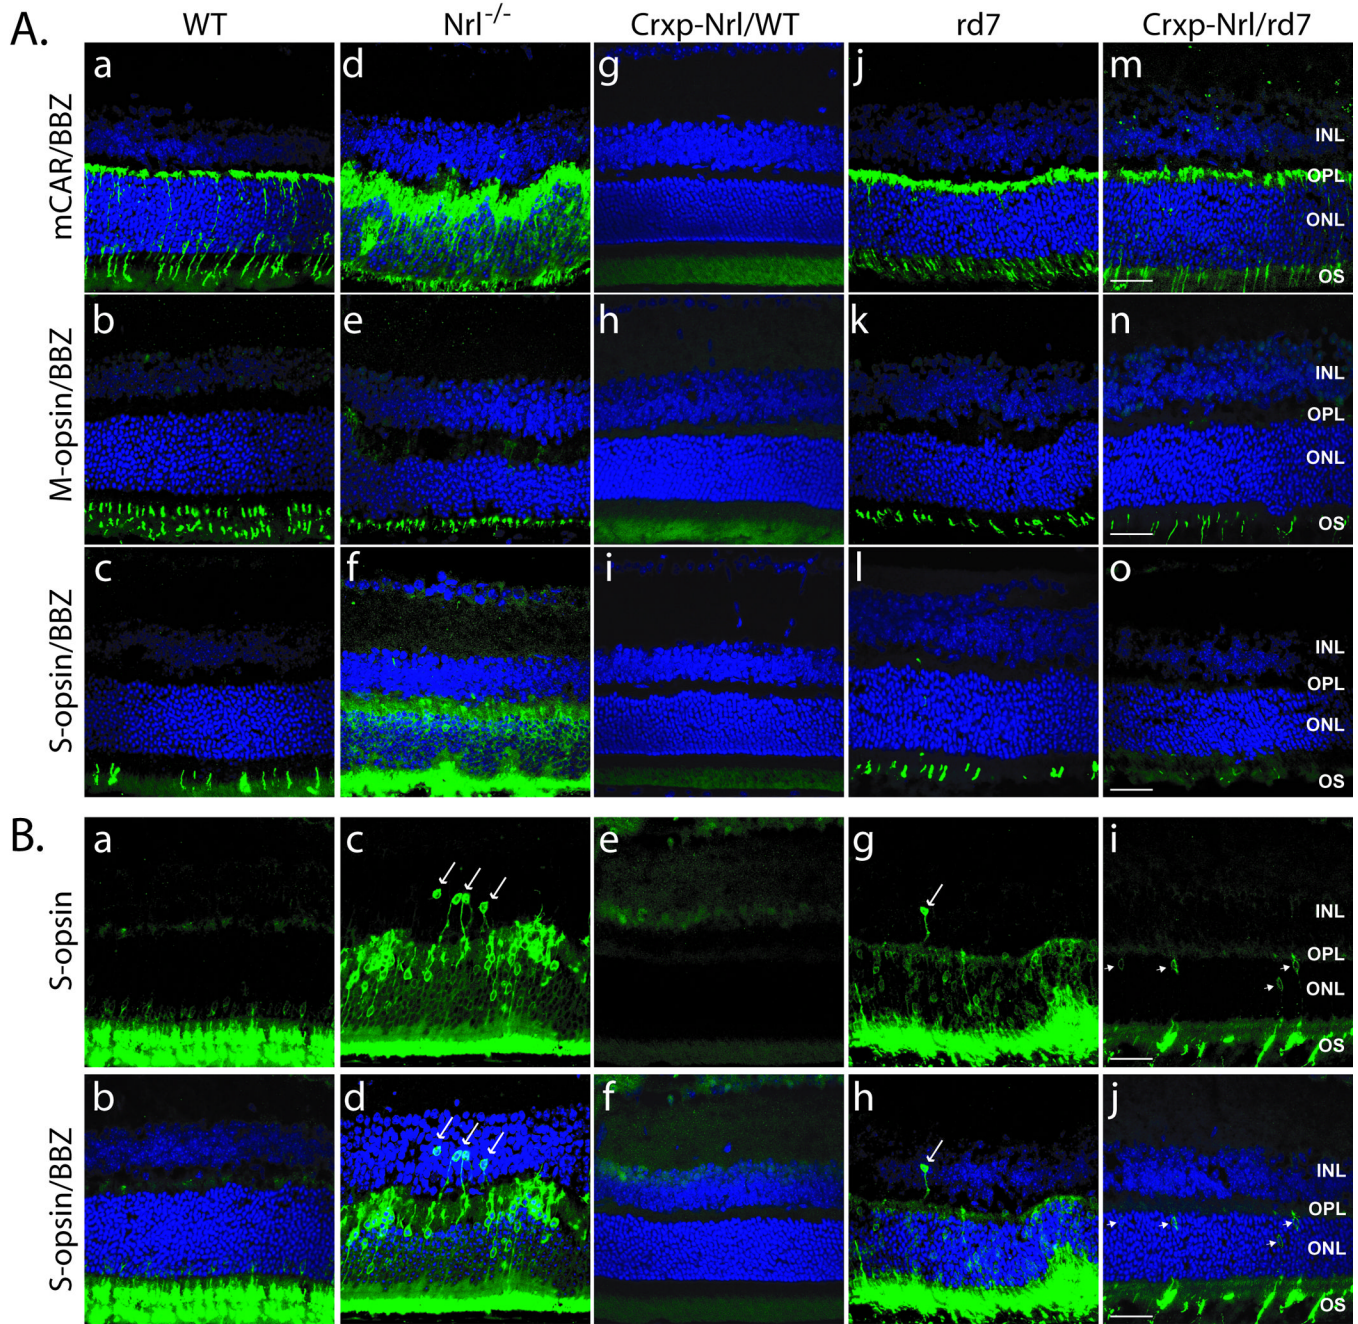 A.
WT
Nrl-/-
Crxp-Nrl/WT
rd7
Crxp-Nrl/rd7
mCAR/BBZ
a
d
g
j
m
INL
OPL
ONL
OS
M-opsin/BBZ
b
e
h
k
n
INL
OPL
ONL
OS
S-opsin/BBZ
c
f
i
l
o
INL
OPL
ONL
OS
B.
S-opsin
a
c
e
g
i
INL
OPL
ONL
OS
S-opsin/BBZ
b
d
f
h
j
INL
OPL
ONL
OS